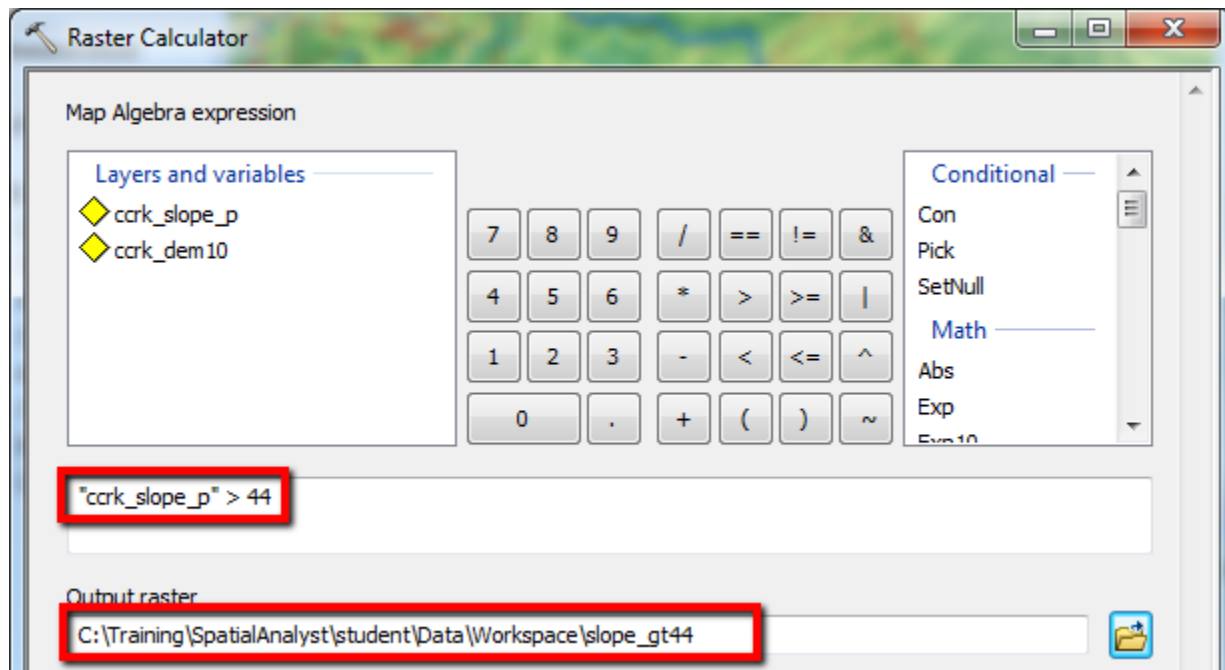 Raster Calculator
Map Algebra expression
Layers and variables
ccrk_slope_p
ccrk_dem10
7 8 9 / == != &
4 5 6 * > >= |
1 2 3 - < <= ^
0 . + ( ) ~
Conditional
Con
Pick
SetNull
Math
Abs
Exp
Exp10
"ccrk_slope_p" > 44
Output raster
C:\Training\SpatialAnalyst\student\Data\Workspace\slope_gt44